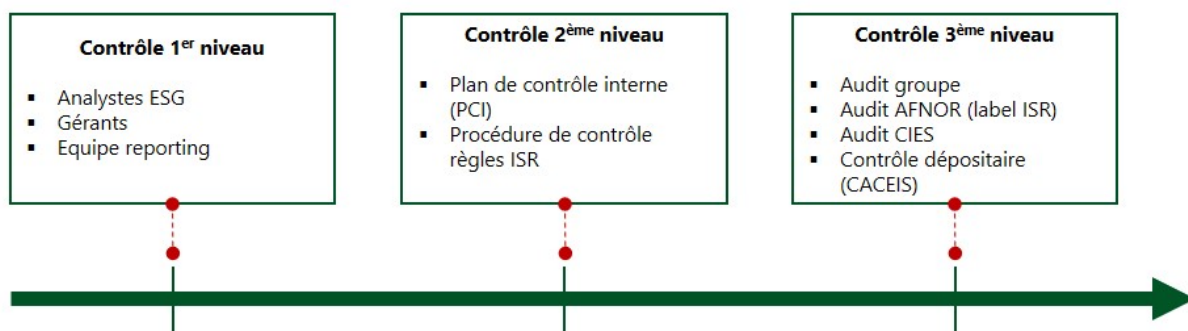 Contrôle 1er niveau
▪ Analystes ESG
▪ Gérants
▪ Equipe reporting
Contrôle 2ème niveau
▪ Plan de contrôle interne
(PCI)
▪ Procédure de contrôle
règles ISR
Contrôle 3ème niveau
▪ Audit groupe
▪ Audit AFNOR (label ISR)
▪ Audit CIES
▪ Contrôle dépositaire
(CACEIS)